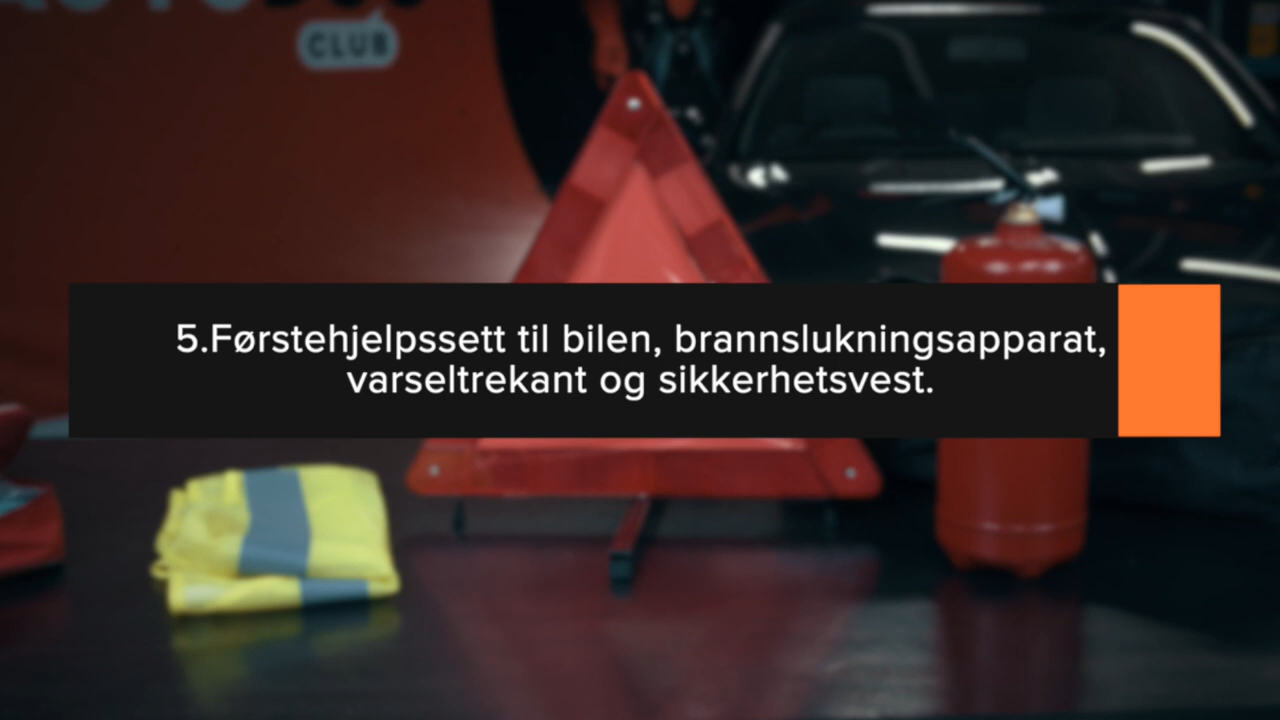 CLUB
5.Førstehjelpssett til bilen, brannslukningsapparat,
varseltrekant og sikkerhetsvest.